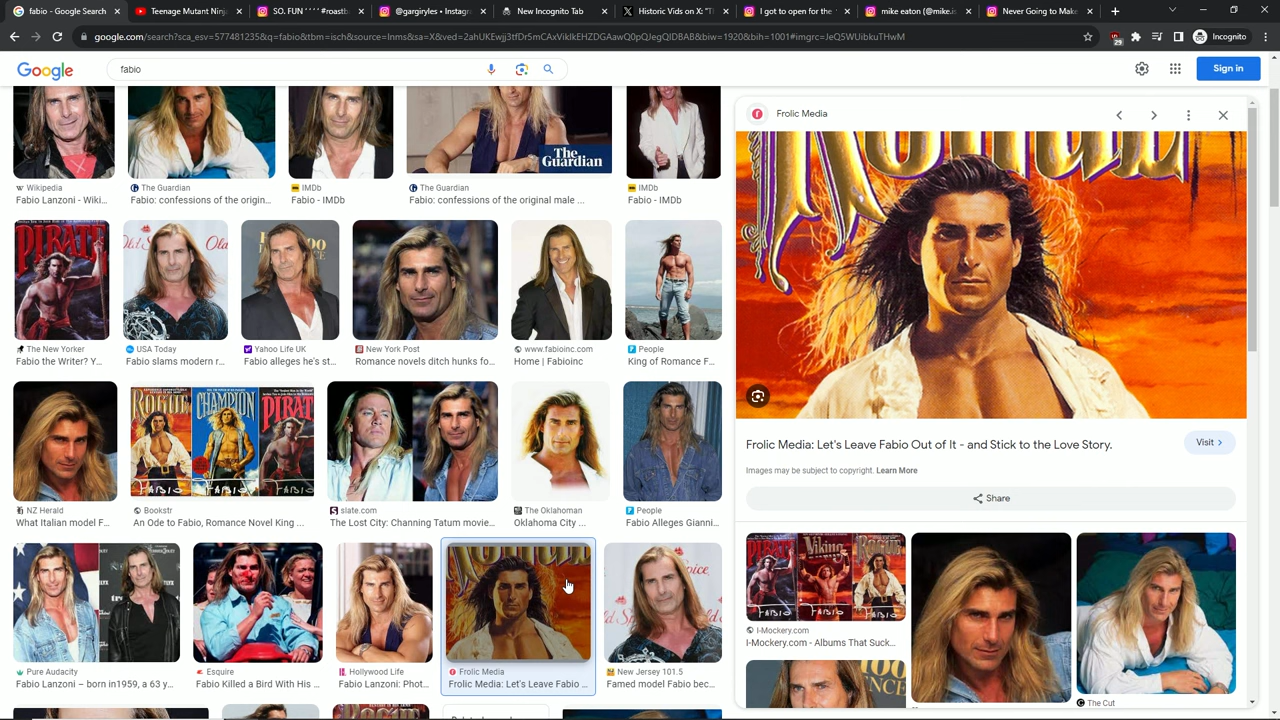 fabio - Google Search
Teenage Mutant Ninj
SO. FUN * * * * #roastb
@gargiryles • Instagra
New Incognito Tab
Historic Vids on X: "T
I got to open for the
mike eaton (@mike.is
Never Going to Make
google.com/search?sca_esv=577481235&q=fabio&tbm=isch&source=lnms&sa=X&ved=2ahUKEwjj3tfDr5mCAxViklkEHZDGAawQ0pQJegQIDBAB&biw=1920&bih=1001#imgrc=JeQ5WUibkuTHwM
29
Incognito
Google
fabio
Sign in
The Guardian
Wikipedia
Fabio Lanzoni - Wiki...
The Guardian
Fabio: confessions of the origin...
IMDb
Fabio - IMDb
The Guardian
Fabio: confessions of the original male ...
IMDb
Fabio - IMDb
PIRATE
Old S
The New Yorker
Fabio the Writer? Y...
USA Today
Fabio slams modern r...
Yahoo Life UK
Fabio alleges he's st...
New York Post
Romance novels ditch hunks fo...
www.fabioinc.com
Home | Fabioinc
People
King of Romance F...
ROGUE
CHAMPION
PIRAT
FABIO
FABIO
FABIO
NZ Herald
What Italian model F...
Bookstr
An Ode to Fabio, Romance Novel King ...
slate.com
The Lost City: Channing Tatum movie...
The Oklahoman
Oklahoma City ...
People
Fabio Alleges Gianni...
Pure Audacity
Fabio Lanzoni – born in1959, a 63 y...
Esquire
Fabio Killed a Bird With His ...
Hollywood Life
Fabio Lanzoni: Phot...
Frolic Media
Frolic Media: Let's Leave Fabio ...
New Jersey 101.5
Famed model Fabio bec...
Frolic Media
Frolic Media: Let's Leave Fabio Out of It - and Stick to the Love Story.
Visit
Images may be subject to copyright. Learn More
Share
PIRATE
Viking
ROGUE
I-Mockery.com
I-Mockery.com - Albums That Suck...
The Cut